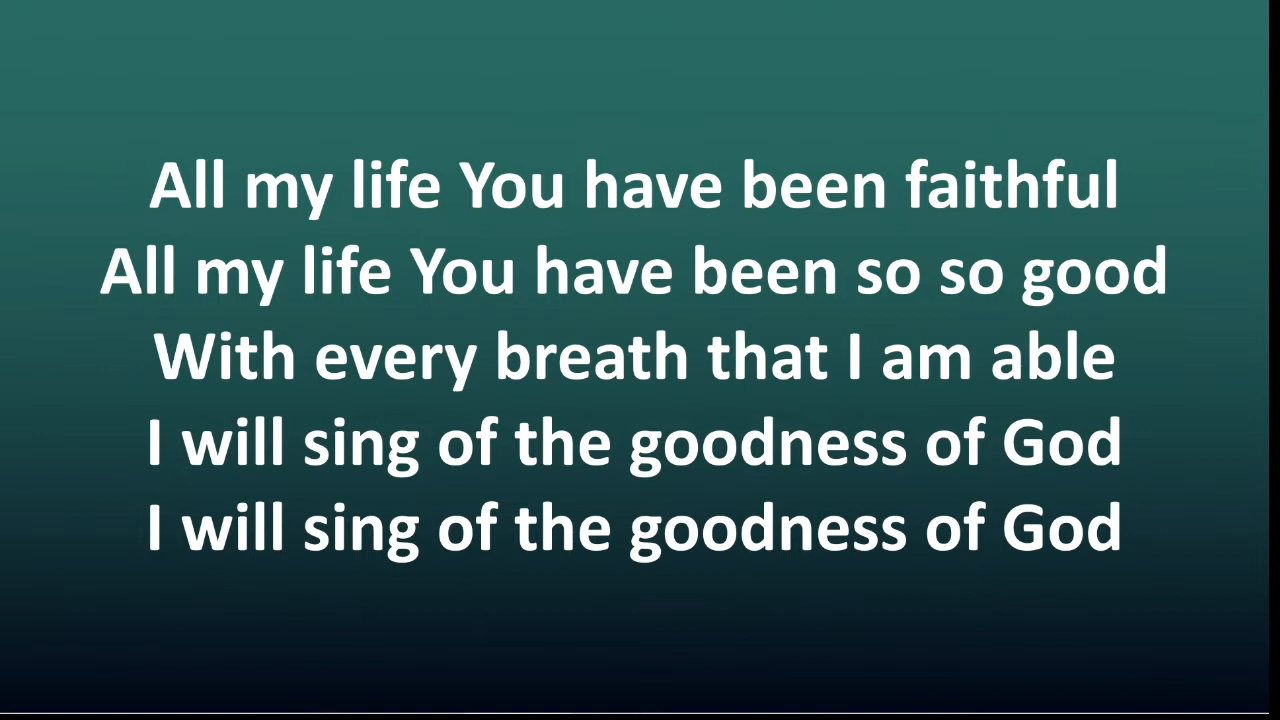 All my life You have been faithful
All my life You have been so so good
With every breath that I am able
I will sing of the goodness of God
I will sing of the goodness of God